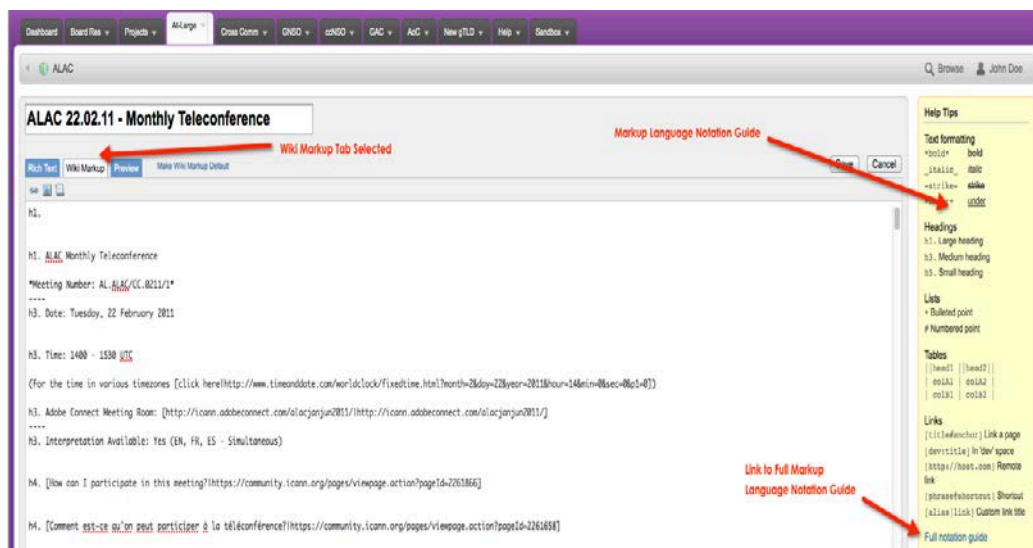 Dashboard Board Res Projects At-Large Cross Comm GNSO ccNSO GAC AoC New gTLD Help Sandbox
ALAC
Browse John Doe
ALAC 22.02.11 - Monthly Teleconference
Wiki Markup Tab Selected
Markup Language Notation Guide
Rich Text Wiki Markup Preview Make Wiki Markup Default
Save Cancel
h1.
h1. ALAC Monthly Teleconference
*Meeting Number: AL.ALAC/CC.0211/1*
----
h3. Date: Tuesday, 22 February 2011
h3. Time: 1400 - 1530 UTC
(For the time in various timezones [click here|http://www.timeanddate.com/worldclock/fixedtime.html?month=2&day=22&year=2011&hour=14&min=0&sec=0&p1=0])
h3. Adobe Connect Meeting Room: [http://icann.adobeconnect.com/alacjanjun2011/|http://icann.adobeconnect.com/alacjanjun2011/]
----
h3. Interpretation Available: Yes (EN, FR, ES - Simultaneous)
h4. [How can I participate in this meeting?|https://community.icann.org/pages/viewpage.action?pageId=2261866]
h4. [Comment est-ce qu'on peut participer à la téléconférence?|https://community.icann.org/pages/viewpage.action?pageId=2261658]
Link to Full Markup
Language Notation Guide
Help Tips
Text formatting
*bold* bold
_italic_ italic
-strike- strike
under
Headings
h1. Large heading
h3. Medium heading
h5. Small heading
Lists
* Bulleted point
# Numbered point
Tables
||head1 ||head2||
| colA1 | colA2 |
| colB1 | colB2 |
Links
[title#anchor] Link a page
[dev:title] In 'dev' space
[http://host.com] Remote
link
[phrase@shortcut] Shortcut
[alias|link] Custom link title
Full notation guide